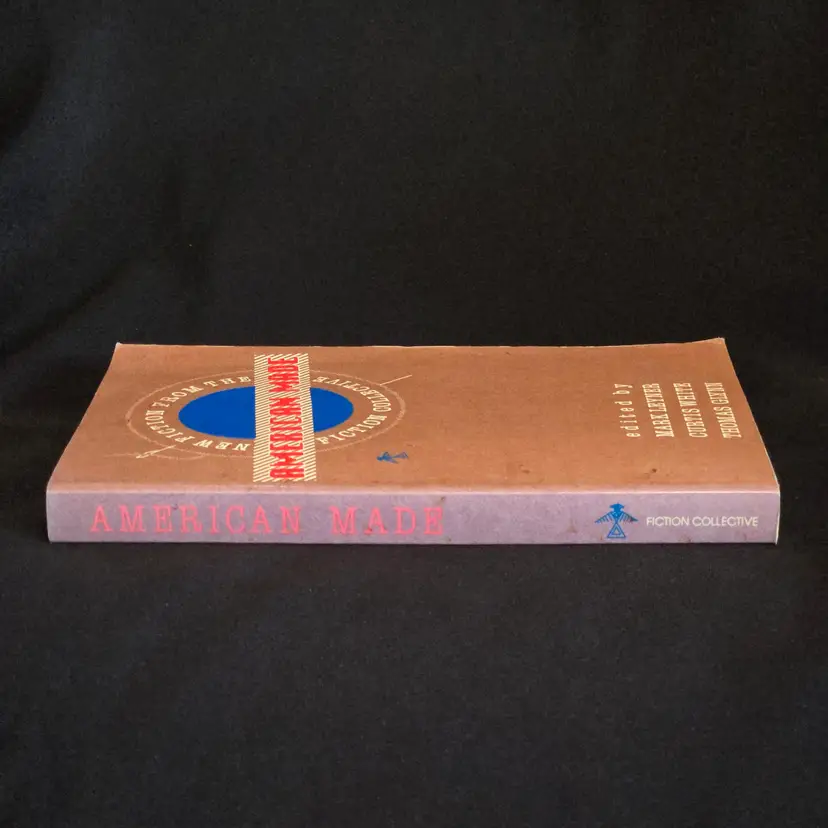 NEW FICTION FROM THE
FICTION COLLECTIVE
AMERICAN MADE
edited by
MARK LEYNER
CURTIS WHITE
THOMAS GLYNN
AMERICAN MADE
FICTION COLLECTIVE